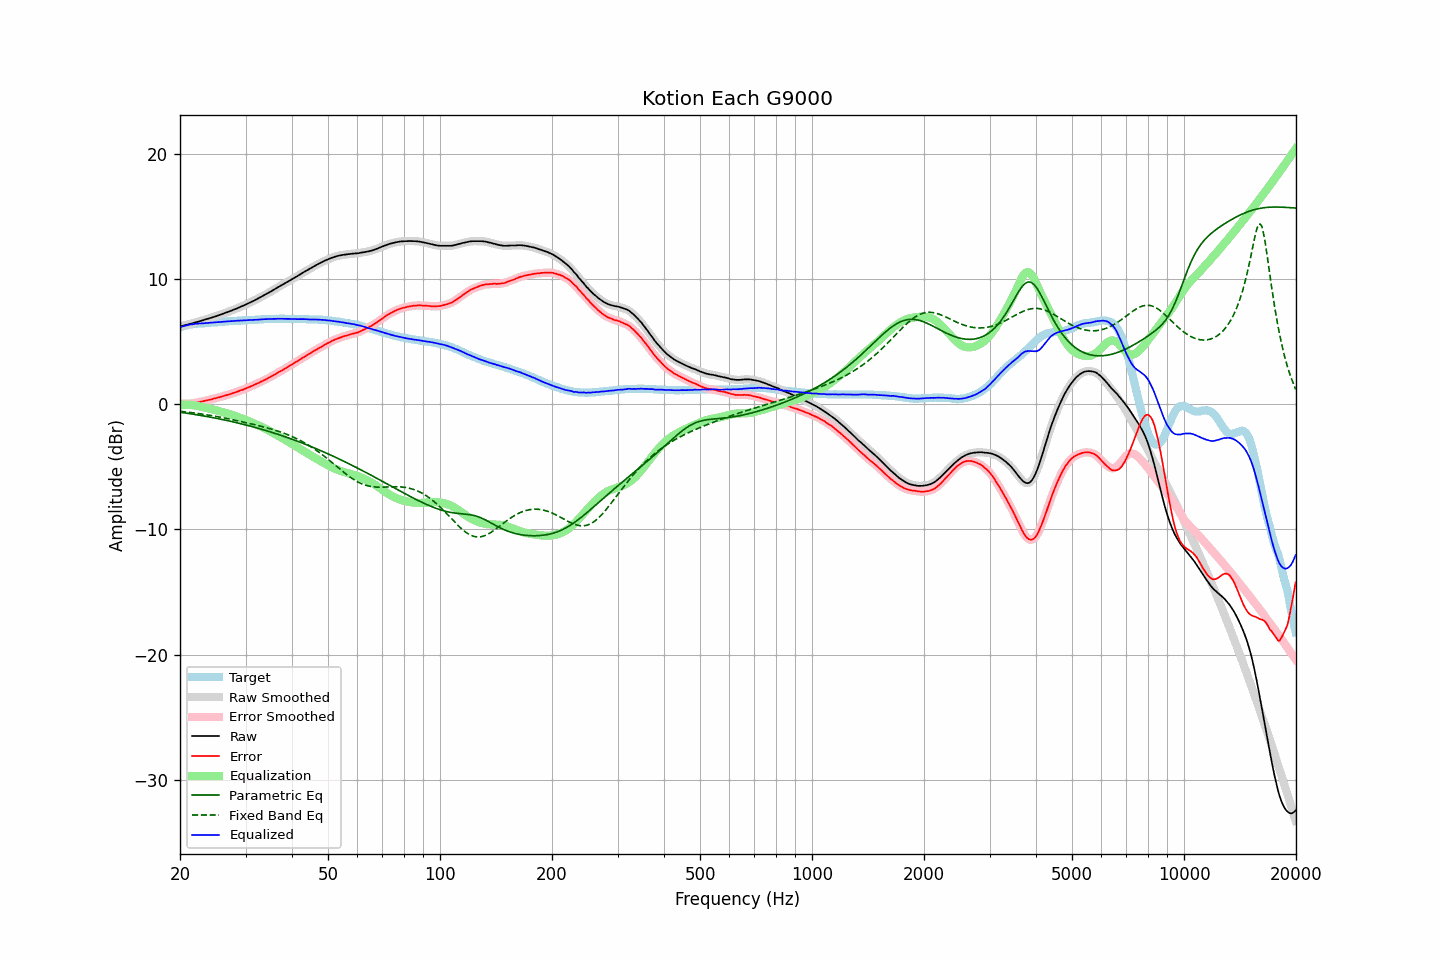 Kotion Each G9000
Amplitude (dBr)
20
10
0
−10
−20
−30
Target
Raw Smoothed
Error Smoothed
Raw
Error
Equalization
Parametric Eq
Fixed Band Eq
Equalized
20 50 100 200 500 1000 2000 5000 10000 20000
Frequency (Hz)